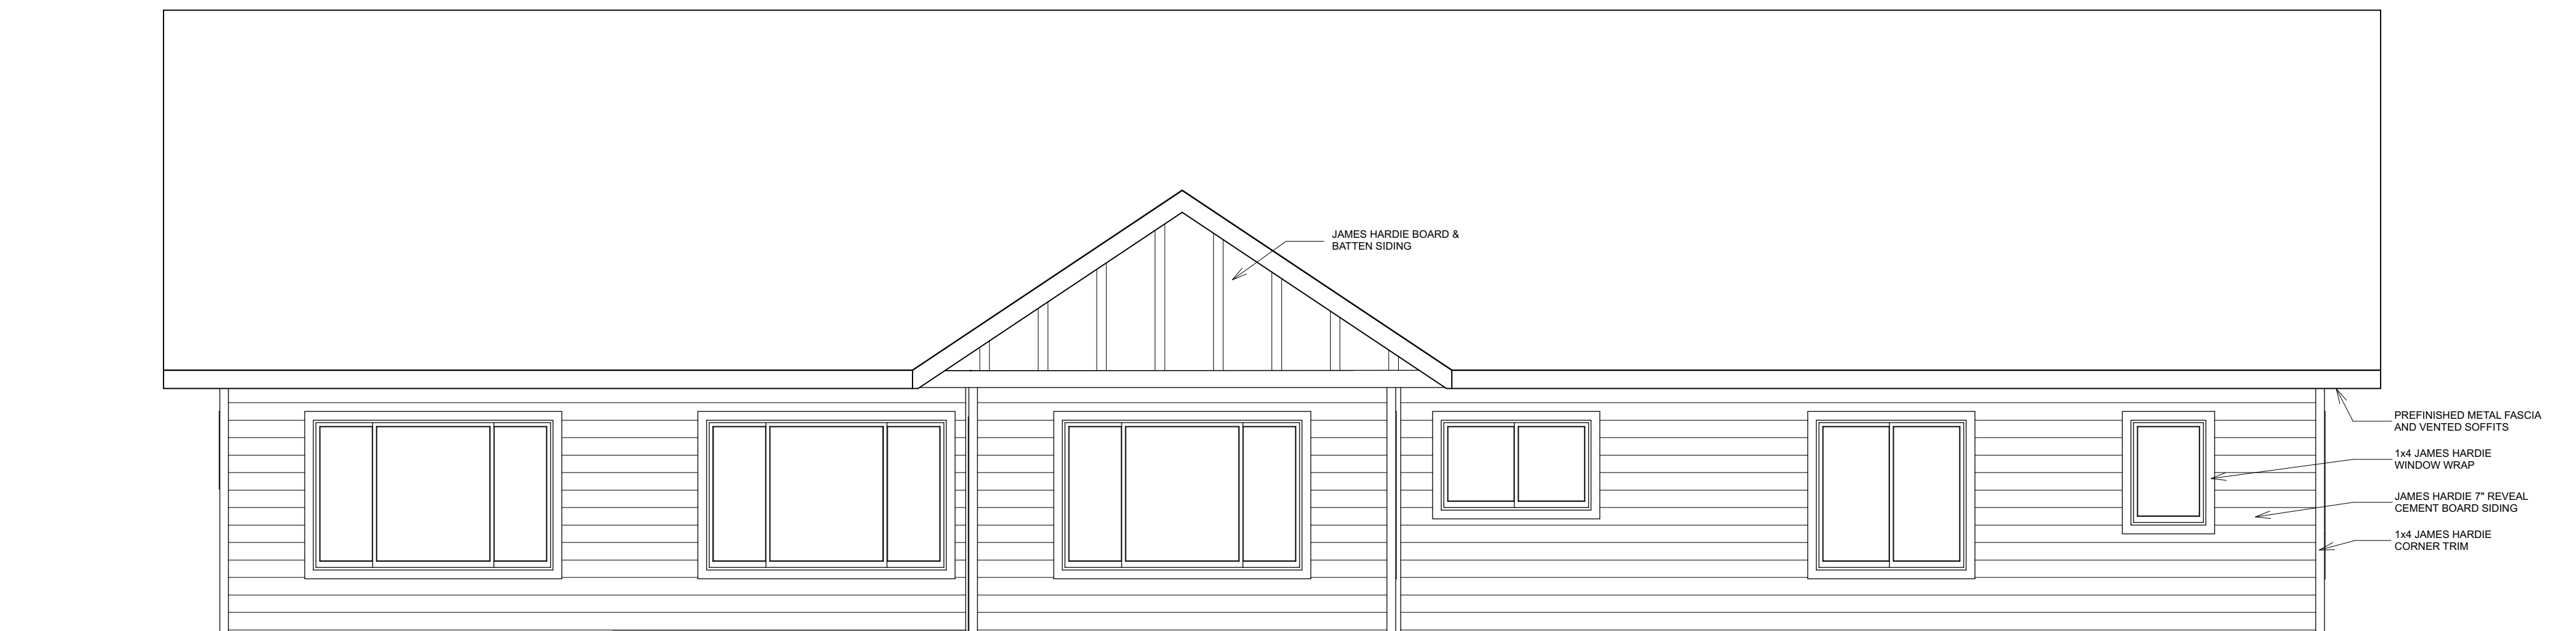 JAMES HARDIE BOARD &
BATTEN SIDING
PREFINISHED METAL FASCIA
AND VENTED SOFFITS
1x4 JAMES HARDIE
WINDOW WRAP
JAMES HARDIE 7" REVEAL
CEMENT BOARD SIDING
1x4 JAMES HARDIE
CORNER TRIM